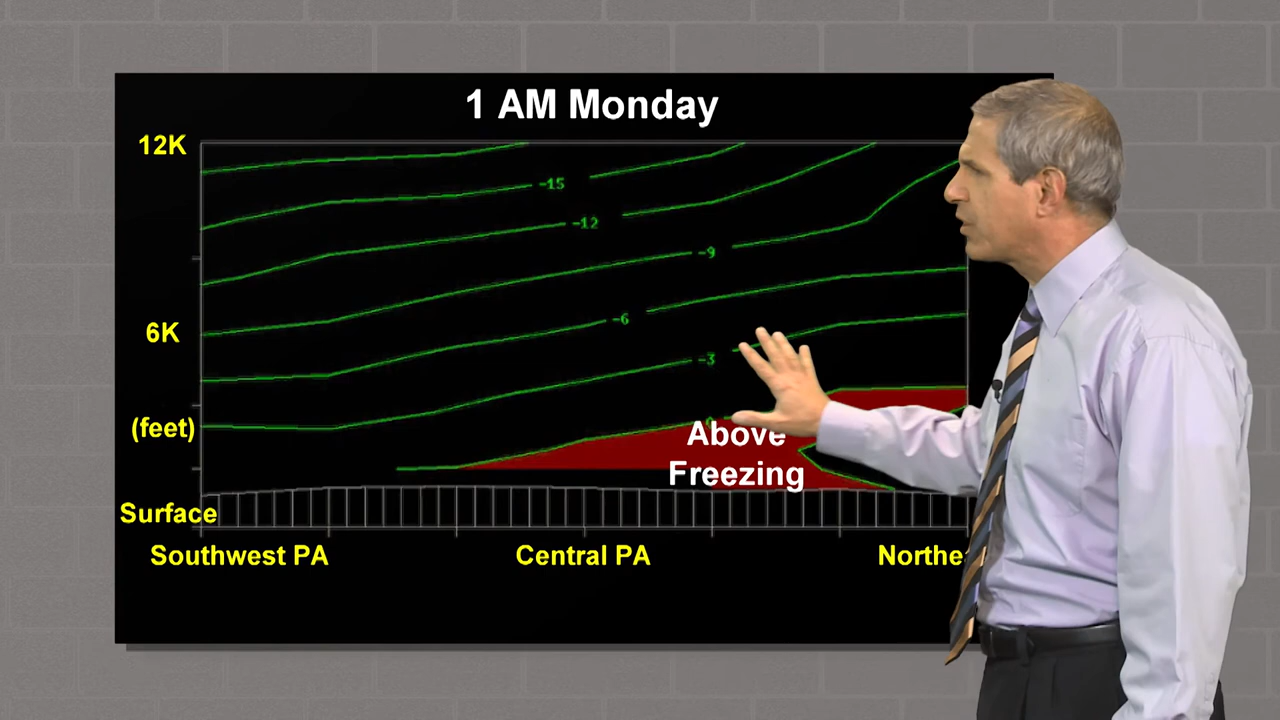 1 AM Monday
12K
-15
-12
-9
6K
-6
-3
(feet)
Above
Freezing
Surface
Southwest PA
Central PA
Northe